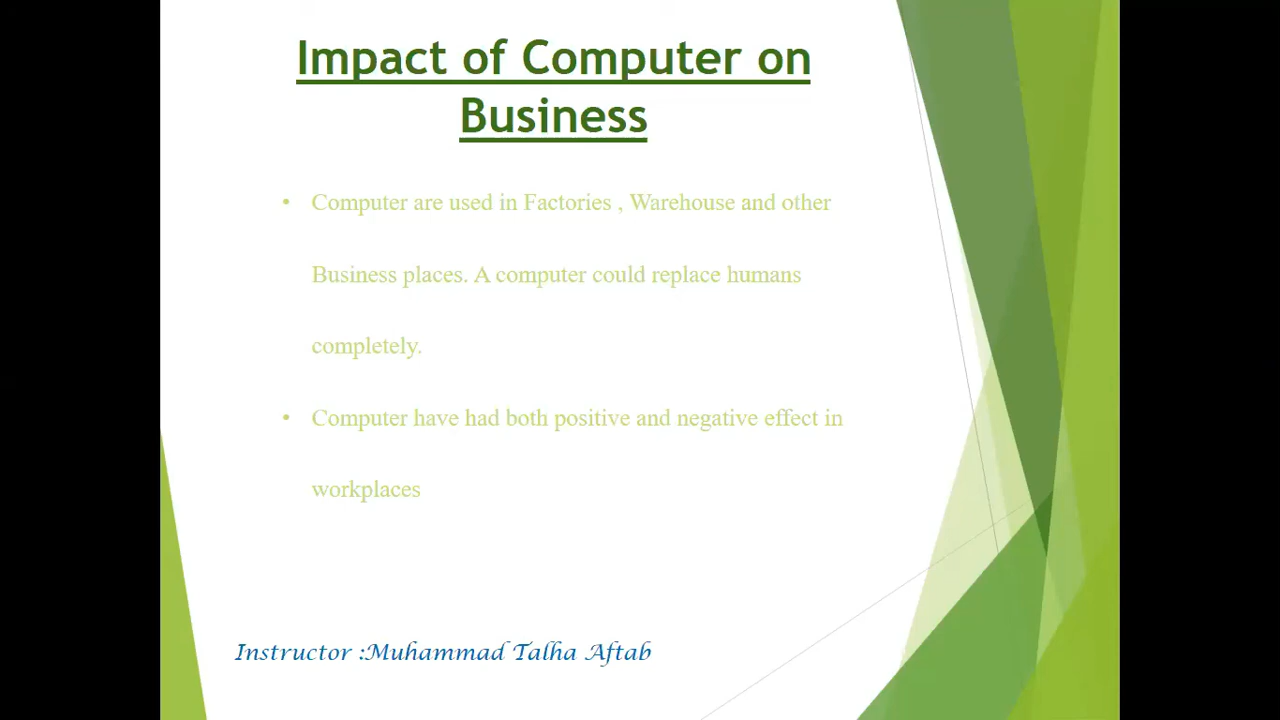 Impact of Computer on
Business
• Computer are used in Factories , Warehouse and other
Business places. A computer could replace humans
completely.
• Computer have had both positive and negative effect in
workplaces
Instructor :Muhammad Talha Aftab